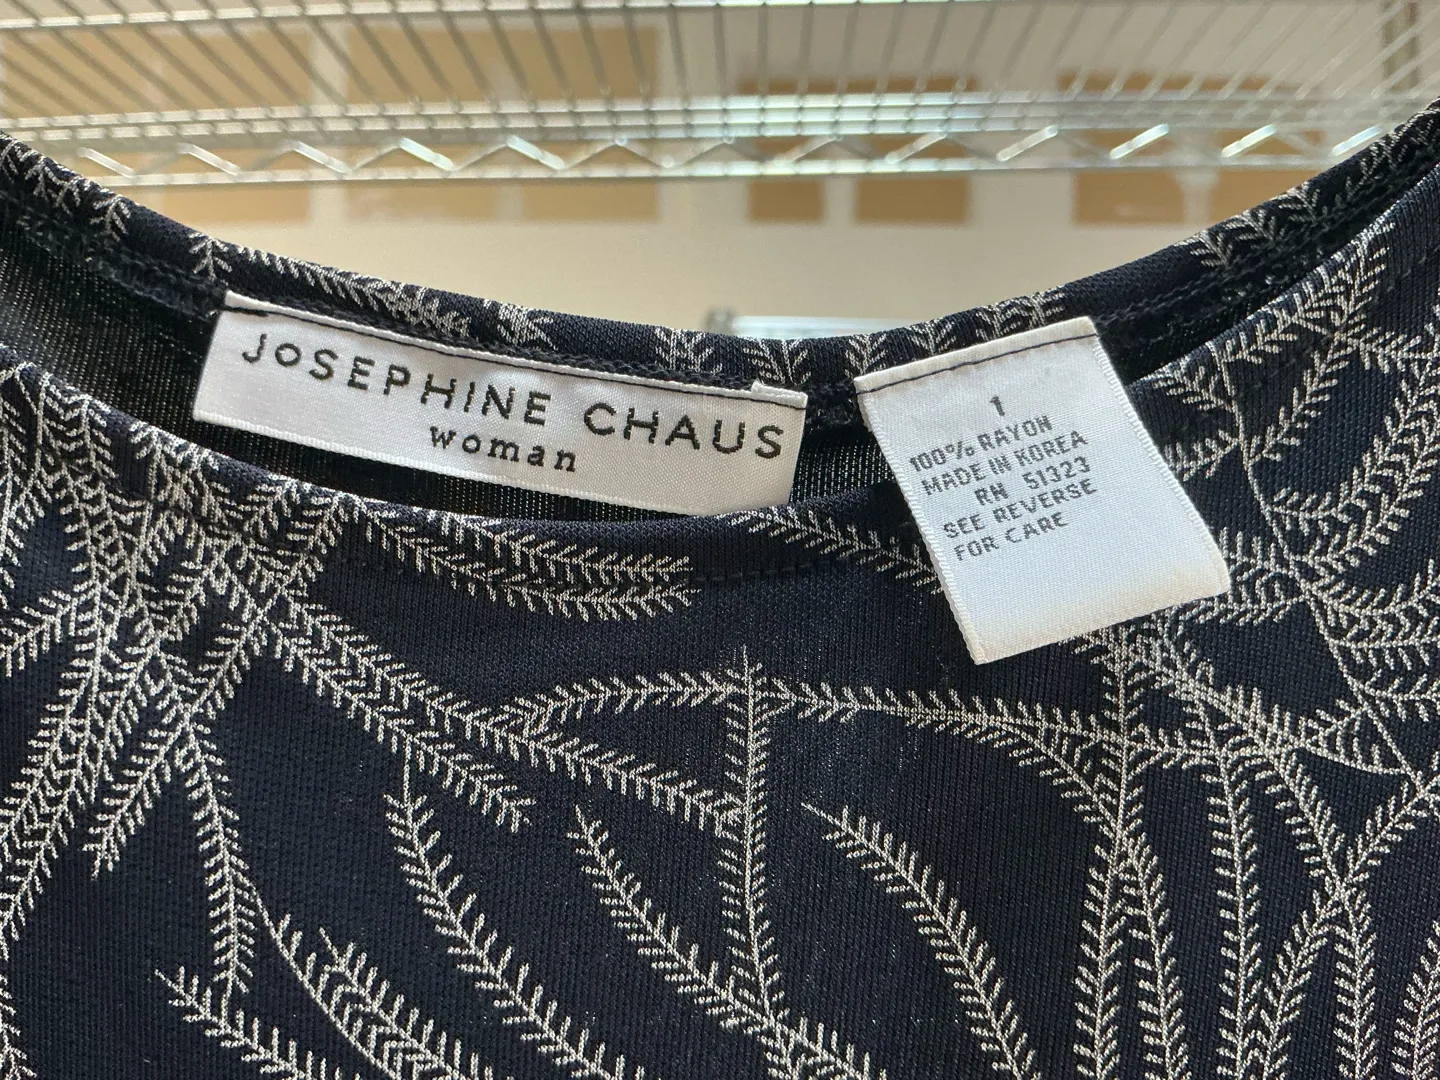 JoSEPHINE CHAUS
woman
1
100% RAYON
MADE IN KOREA
RN 51323
SEE REVERSE
FOR CARE